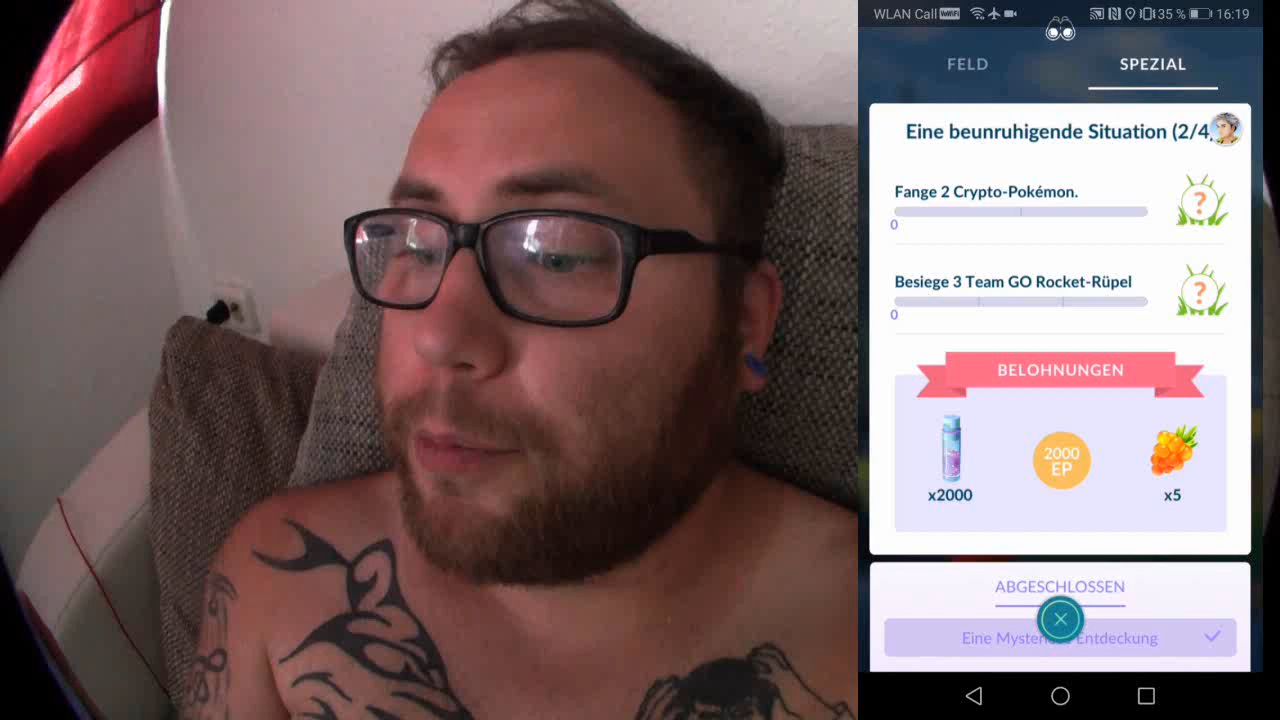 WLAN Call WiFi 35 % 16:19
FELD SPEZIAL
Eine beunruhigende Situation (2/4
Fange 2 Crypto-Pokémon.
?
0
Besiege 3 Team GO Rocket-Rüpel
?
0
BELOHNUNGEN
2000
EP
x2000 x5
ABGESCHLOSSEN
Eine Entdeckung